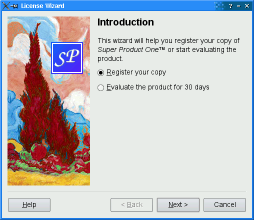 License Wizard
Introduction
This wizard will help you register your copy of
Super Product One™ or start evaluating the
product.
SP
Register your copy
Evaluate the product for 30 days
Help
< Back
Next >
Cancel